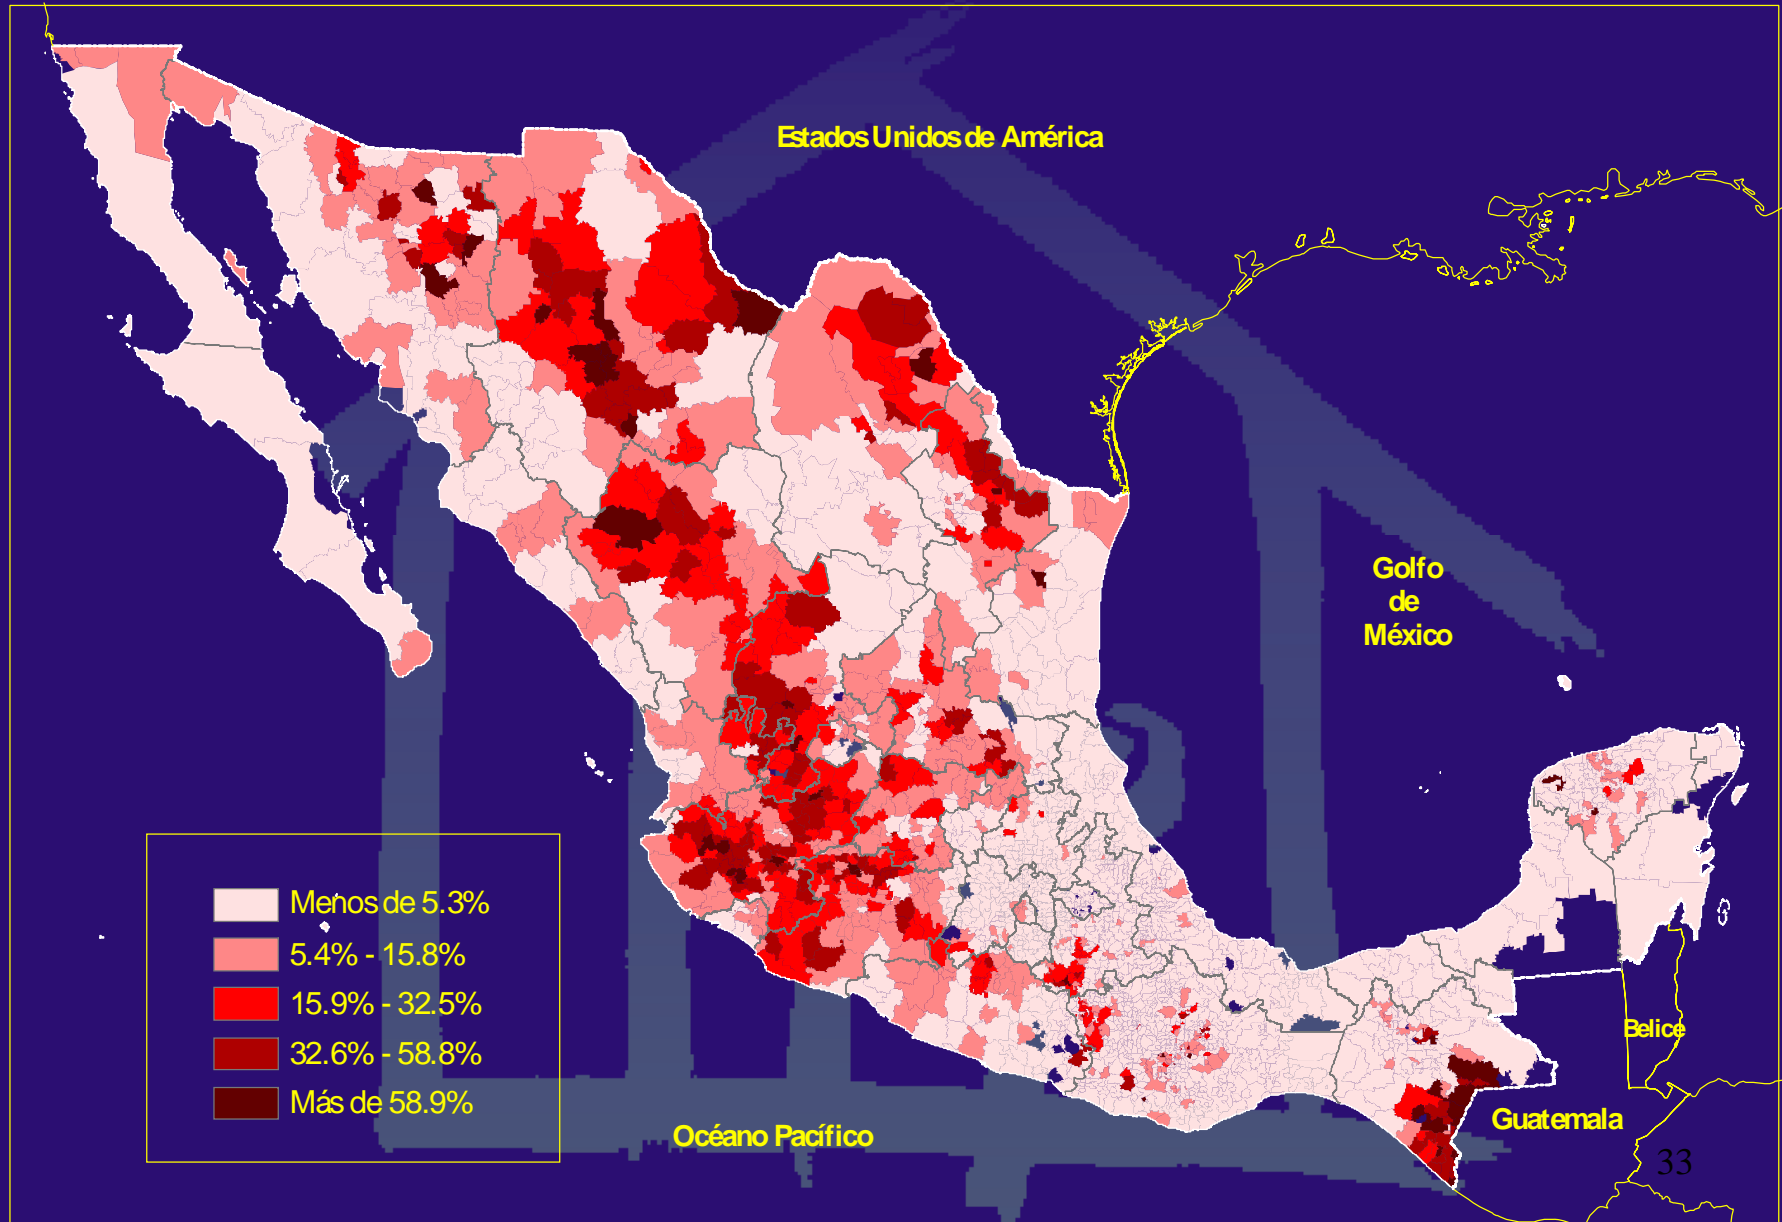 Estados Unidos de América
Golfo
de
México
Menos de 5.3%
5.4% - 15.8%
15.9% - 32.5%
32.6% - 58.8%
Más de 58.9%
Belice
Guatemala
Océano Pacífico
33